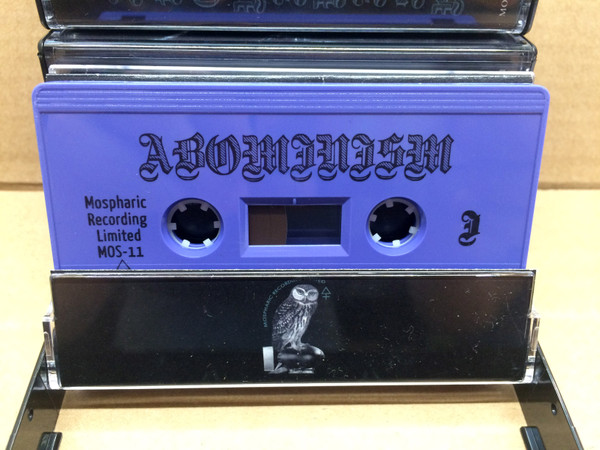 ABOMINISM
Mospharic
Recording
Limited
MOS-11
I